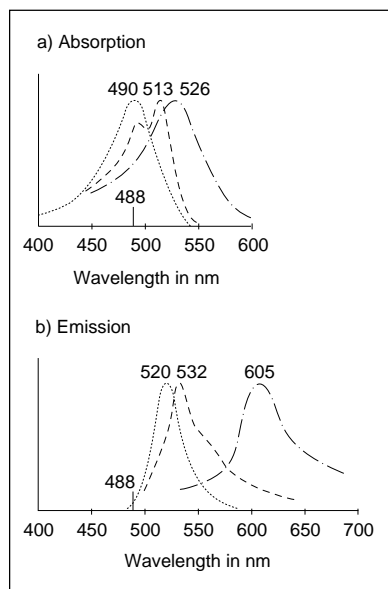 a) Absorption
490 513 526
488
400 450 500 550 600
Wavelength in nm
b) Emission
520 532 605
488
400 450 500 550 600 650 700
Wavelength in nm